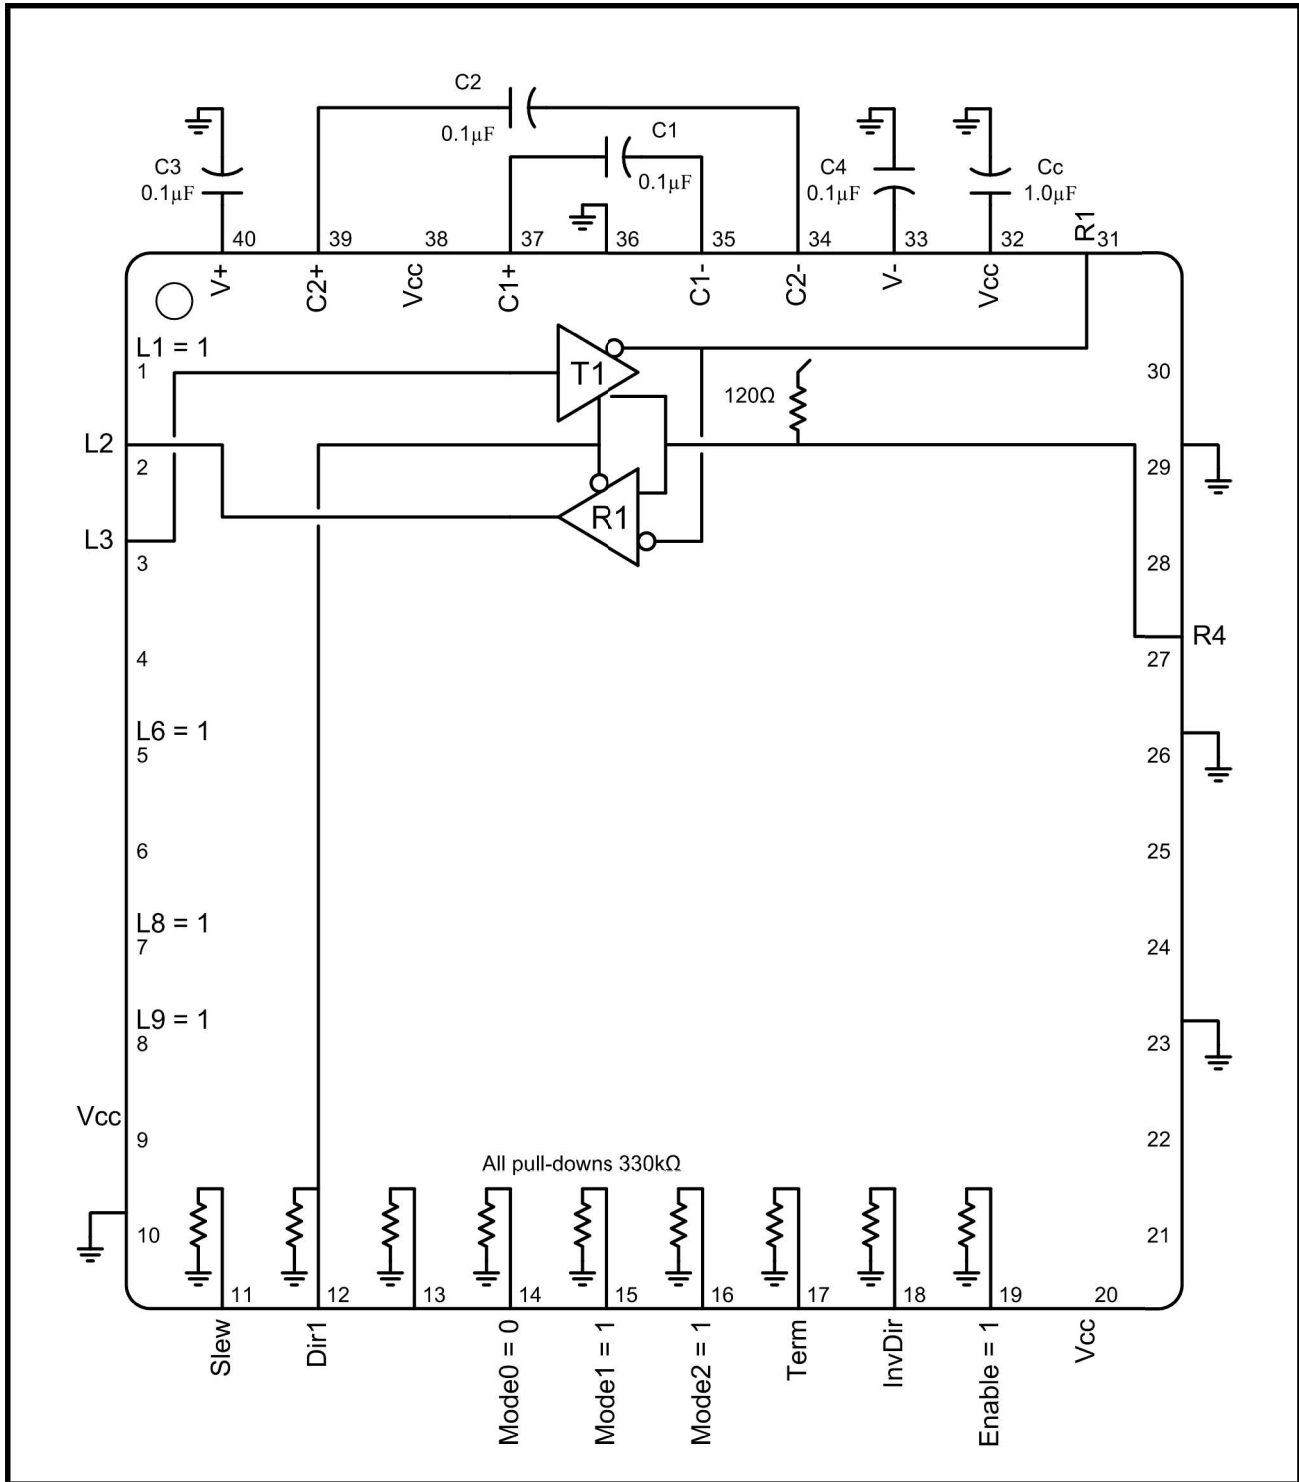 C2
0.1µF
C1
0.1µF
C3
0.1µF
C4
0.1µF
Cc
1.0µF
R1
40 39 38 37 36 35 34 33 32 31
V+ C2+ Vcc C1+ C1- C2- V- Vcc
L1 = 1
1
T1
120Ω
30
L2
2
29
R1
L3
3
28
4
R4
27
L6 = 1
5
26
6
25
L8 = 1
7
24
L9 = 1
8
23
Vcc
9
22
All pull-downs 330kΩ
10
21
11 12 13 14 15 16 17 18 19 20
Slew
Dir1
Mode0 = 0
Mode1 = 1
Mode2 = 1
Term
InvDir
Enable = 1
Vcc